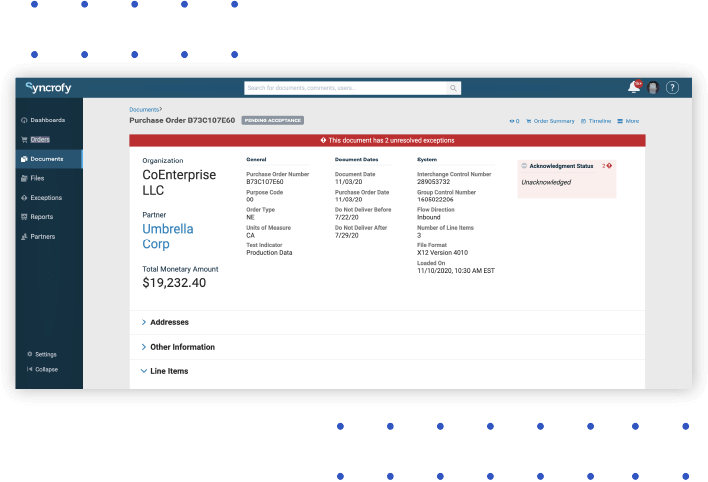 Syncrofy
Search for documents, comments, users...
?
Dashboards
Orders
Documents
Files
Exceptions
Reports
Partners
Settings
Collapse
Documents>
Purchase Order B73C107E60 PENDING ACCEPTANCE
0 Order Summary Timeline More
This document has 2 unresolved exceptions
Organization
CoEnterprise
LLC
Partner
Umbrella
Corp
Total Monetary Amount
$19,232.40
General
Purchase Order Number
B73C107E60
Purpose Code
00
Order Type
NE
Units of Measure
CA
Test Indicator
Production Data
Document Dates
Document Date
11/03/20
Purchase Order Date
11/03/20
Do Not Deliver Before
7/22/20
Do Not Deliver After
7/29/20
System
Interchange Control Number
289053732
Group Control Number
1605022206
Flow Direction
Inbound
Number of Line Items
3
File Format
X12 Version 4010
Loaded On
11/10/2020, 10:30 AM EST
Acknowledgment Status 2
Unacknowledged
Addresses
Other Information
Line Items